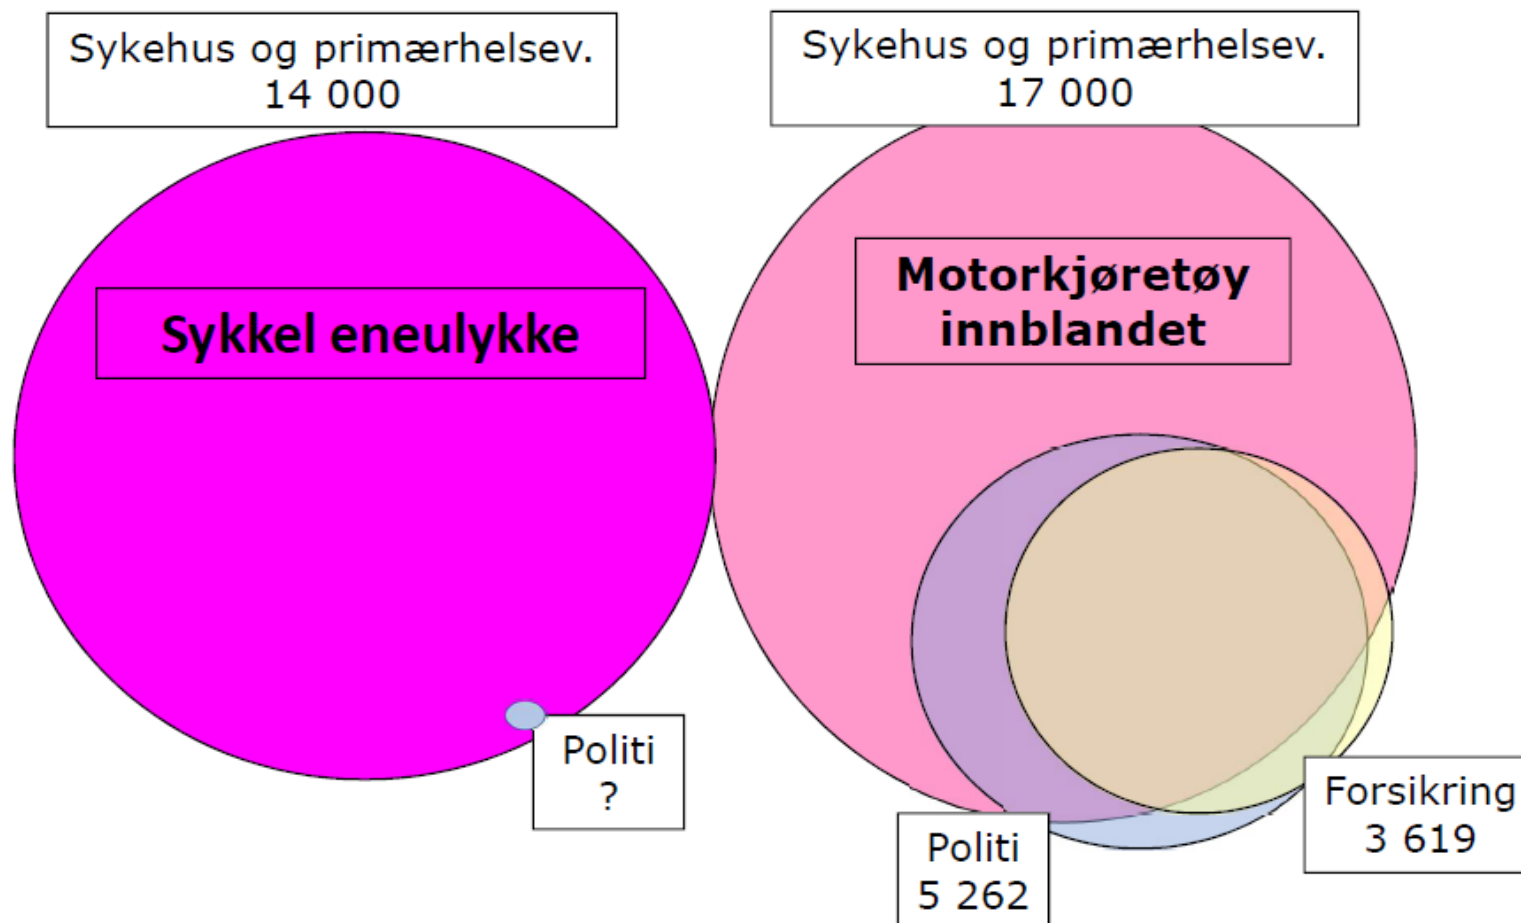 Sykehus og primærhelsev.
14 000
Sykehus og primærhelsev.
17 000
Sykkel eneulykke
Motorkjøretøy
innblandet
Politi
?
Politi
5 262
Forsikring
3 619